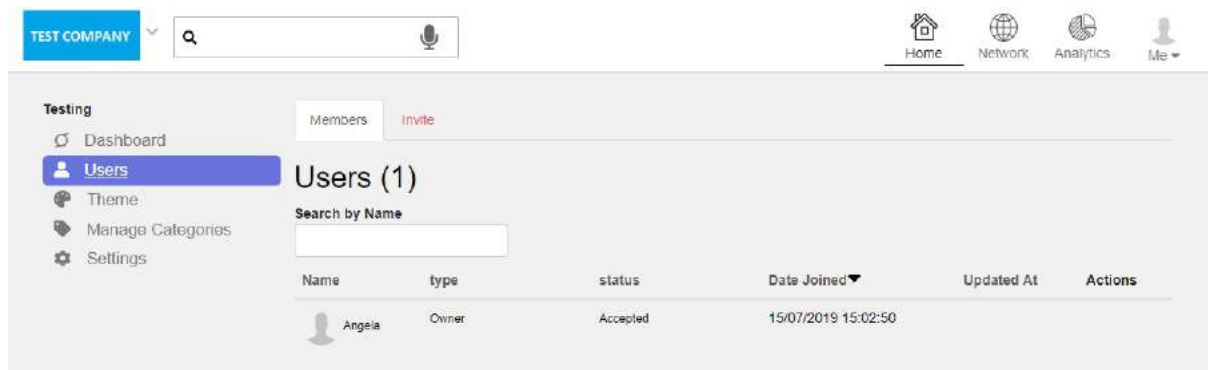 TEST COMPANY
Home Network Analytics Me
Testing
Dashboard
Users
Theme
Manage Categories
Settings
Members Invite
Users (1)
Search by Name
Name type status Date Joined Updated At Actions
Angela Owner Accepted 15/07/2019 15:02:50